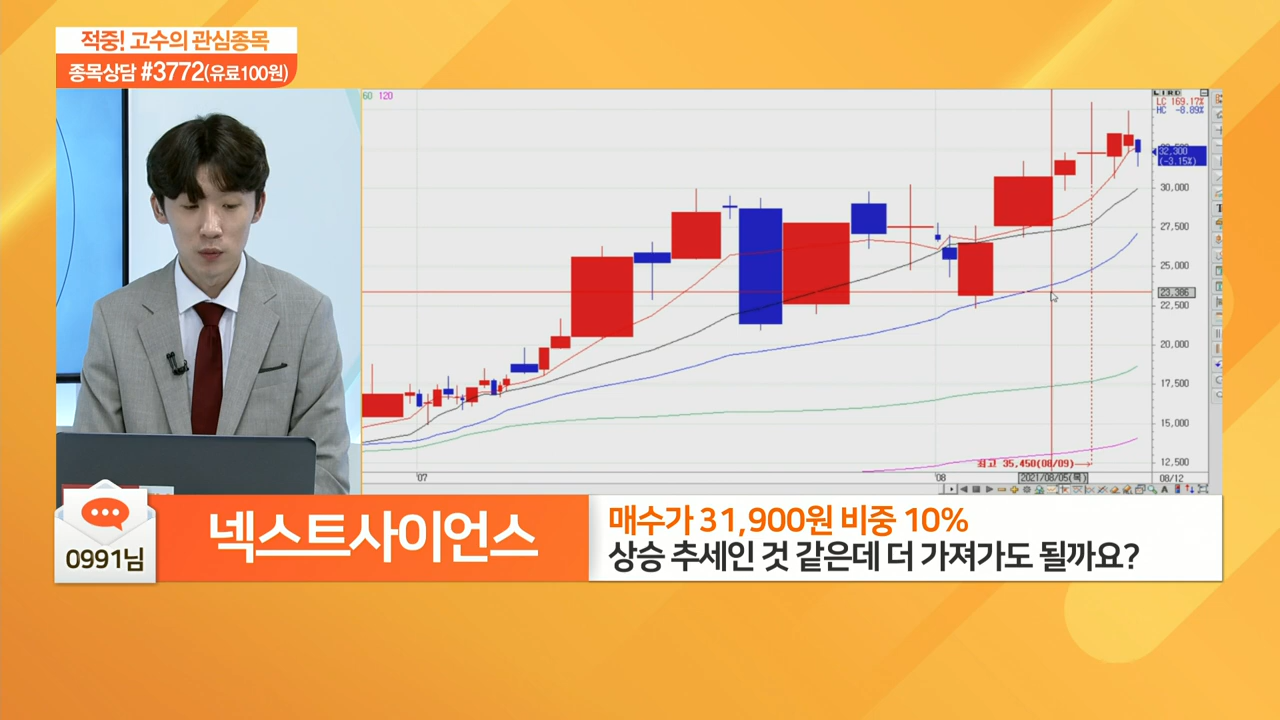 적중! 고수의 관심종목
종목상담 #3772(유료100원)
60 120
LC 169.17%
HC -8.89%
32,300
(-3.15%)
30,000
27,500
25,000
23,386
22,500
20,000
17,500
15,000
12,500
최고 35,450(08/09)→
'07
'08
2021/08/05(목)
08/12
0991님
넥스트사이언스
매수가 31,900원 비중 10%
상승 추세인 것 같은데 더 가져가도 될까요?